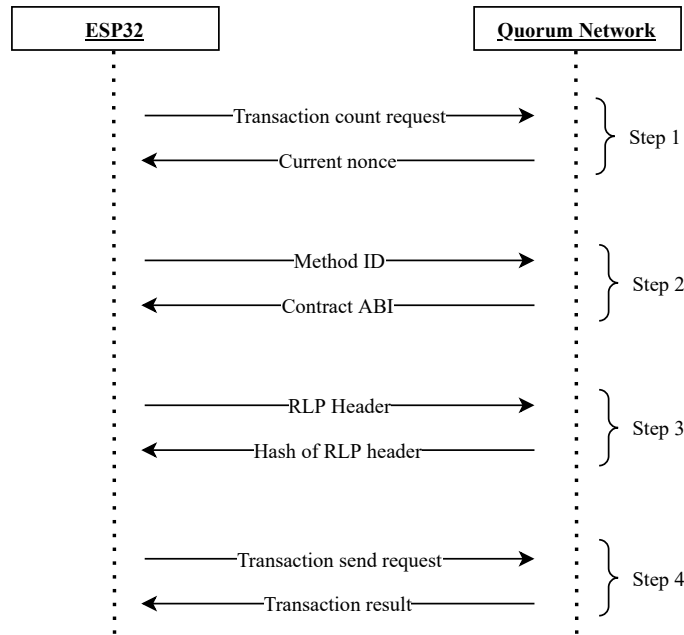 ESP32
Quorum Network
Transaction count request
Step 1
Current nonce
Method ID
Step 2
Contract ABI
RLP Header
Step 3
Hash of RLP header
Transaction send request
Step 4
Transaction result